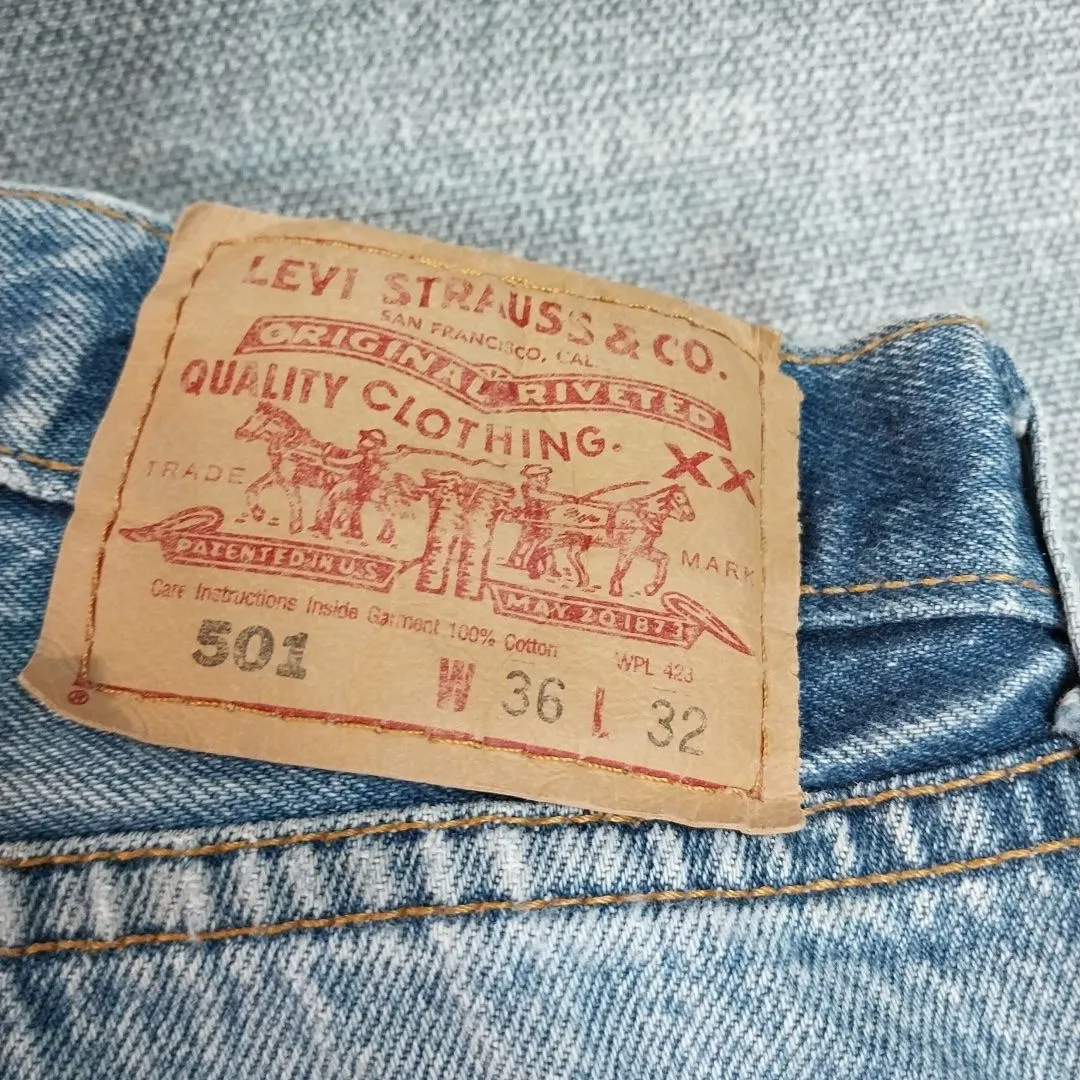 LEVI STRAUSS & CO.
SAN FRANCISCO, CAL.
ORIGINAL RIVETED
QUALITY CLOTHING.
XX
TRADE MARK
PATENTED IN U.S.
MAY 20 1873
Care Instructions Inside Garment 100% Cotton WPL 423
501 W 36 L 32
®